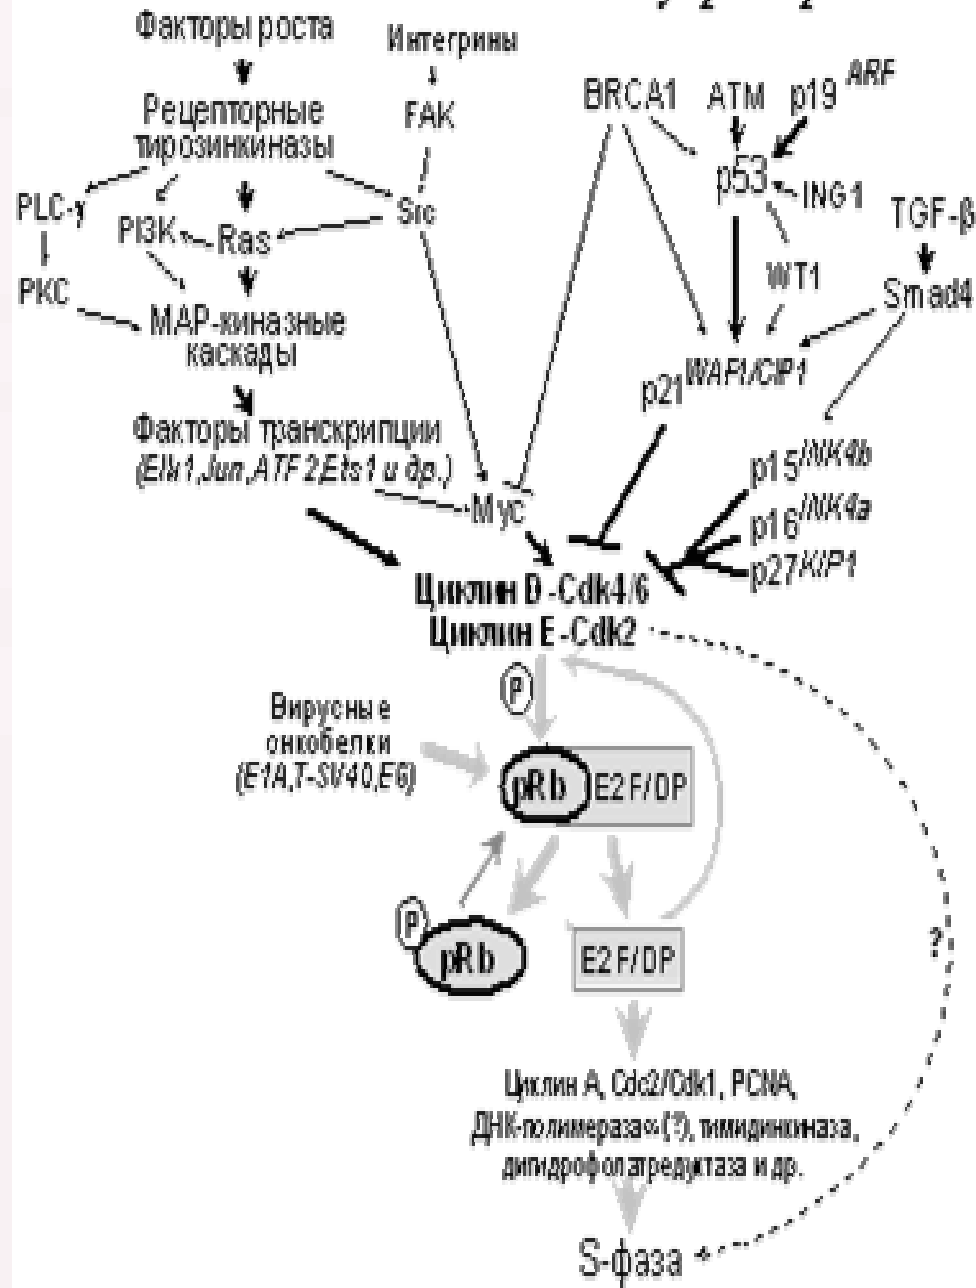 Факторы роста
Интегрины
Рецепторные
тирозинкиназы
FAK
BRCA1
ATM
p19 ARF
p53
ING1
PLC-γ
PI3K
Ras
Src
TGF-β
PKC
WT1
Smad4
МАР-киназные
каскады
p21 WAF1/CIP1
Факторы транскрипции
(Elk1,Jun,ATF2,Ets1 и др.)
Myc
p15 INK4b
p16 INK4a
p27 KIP1
Циклин D -Cdk4/6
Циклин E -Cdk2
P
Вирусные
онкобелки
(E1A,T-SV40,E6)
pRb
E2F/DP
P
pRb
E2F/DP
?
Циклин А, Cdc2/Cdk1, PCNA,
ДНК-полимераза α (?), тимидинкиназа,
дигидрофолатредуктаза и др.
S-фаза